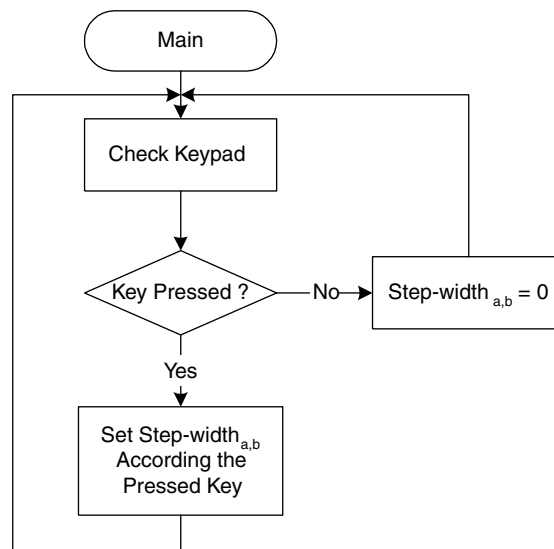 Main
Check Keypad
Key Pressed ?
No
Step-width a,b = 0
Yes
Set Step-width a,b
According the
Pressed Key